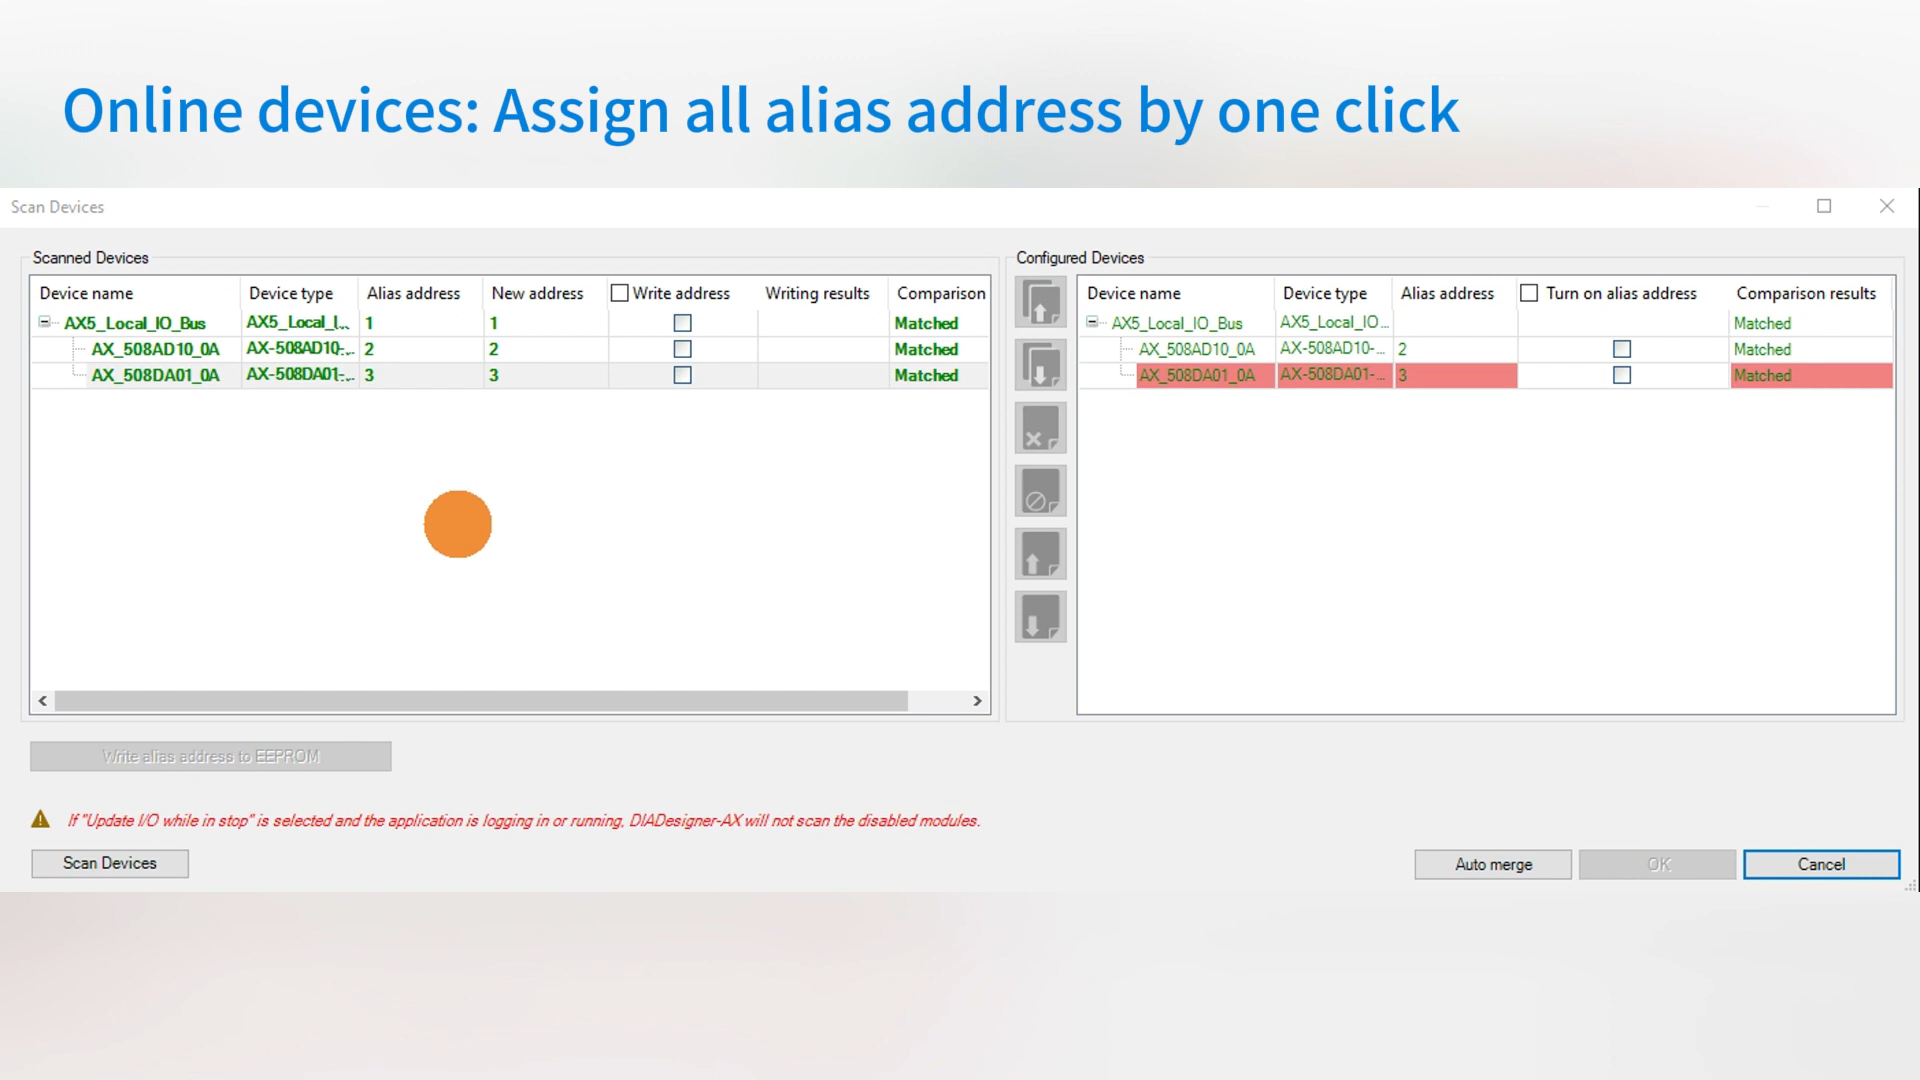 Online devices: Assign all alias address by one click
Scan Devices
Scanned Devices
Device name Device type Alias address New address Write address Writing results Comparison
AX5_Local_IO_Bus AX5_Local_I... 1 1 Matched
AX_508AD10_0A AX-508AD10-... 2 2 Matched
AX_508DA01_0A AX-508DA01-... 3 3 Matched
Configured Devices
Device name Device type Alias address Turn on alias address Comparison results
AX5_Local_IO_Bus AX5_Local_IO... Matched
AX_508AD10_0A AX-508AD10-... 2 Matched
AX_508DA01_0A AX-508DA01-... 3 Matched
Write alias address to EEPROM
If "Update I/O while in stop" is selected and the application is logging in or running, DIADesigner-AX will not scan the disabled modules.
Scan Devices
Auto merge OK Cancel